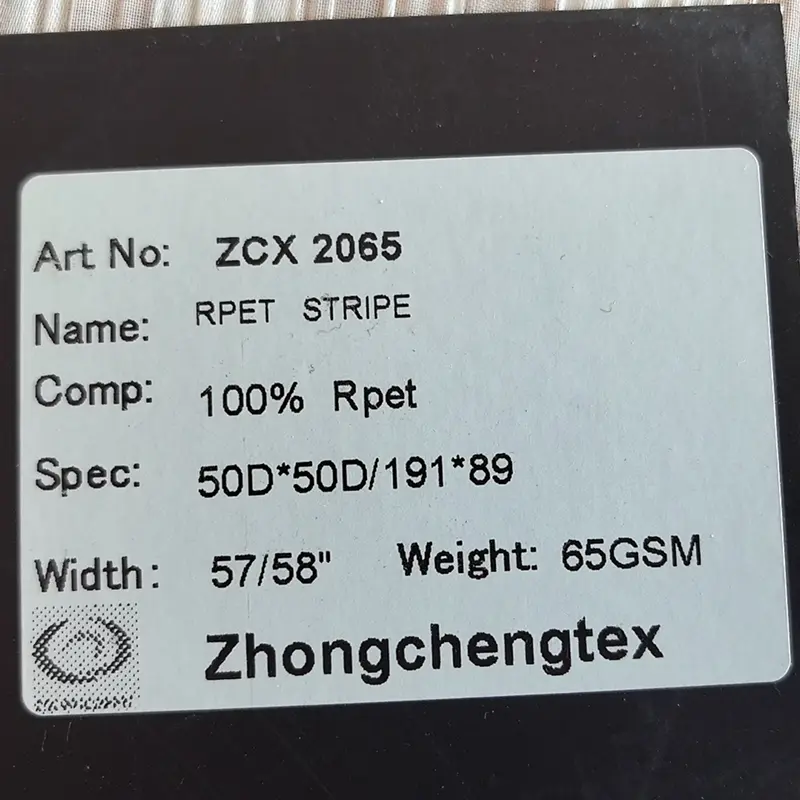 Art No: ZCX 2065
Name: RPET STRIPE
Comp: 100% Rpet
Spec: 50D*50D/191*89
Width: 57/58" Weight: 65GSM
Zhongchengtex